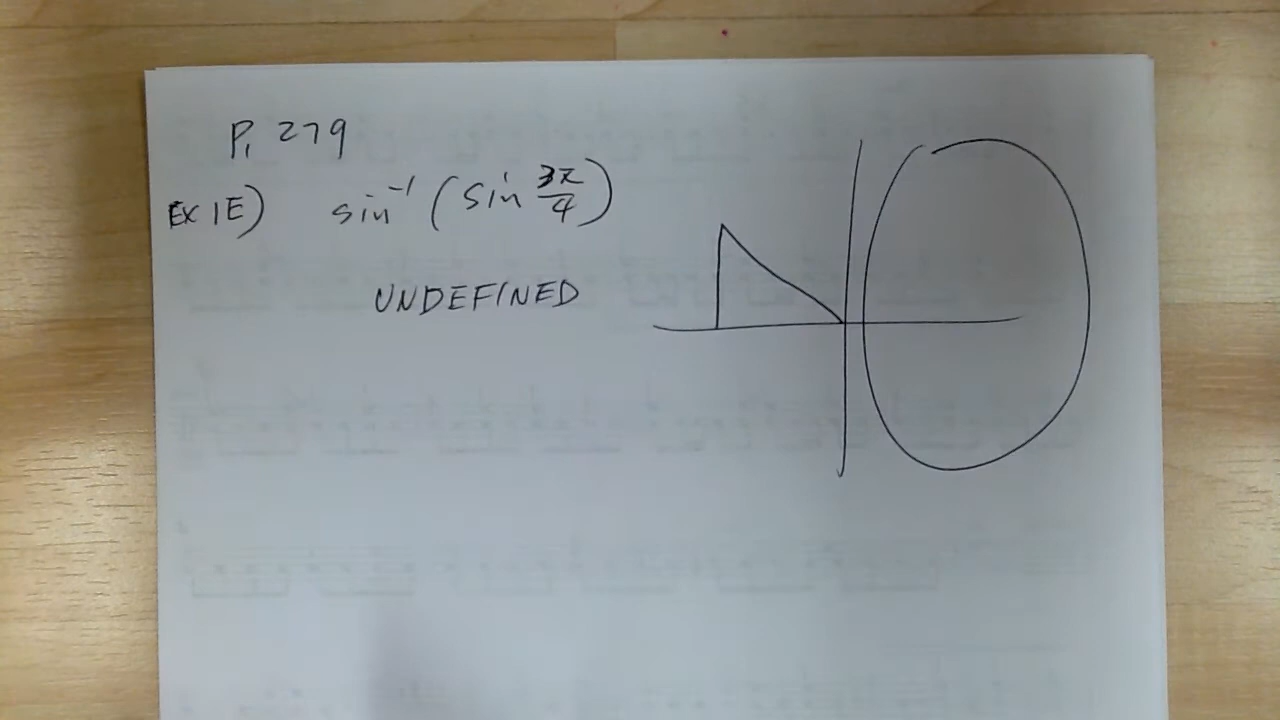 P. 279
EX 1E) sin⁻¹ (sin 3π/4)
UNDEFINED